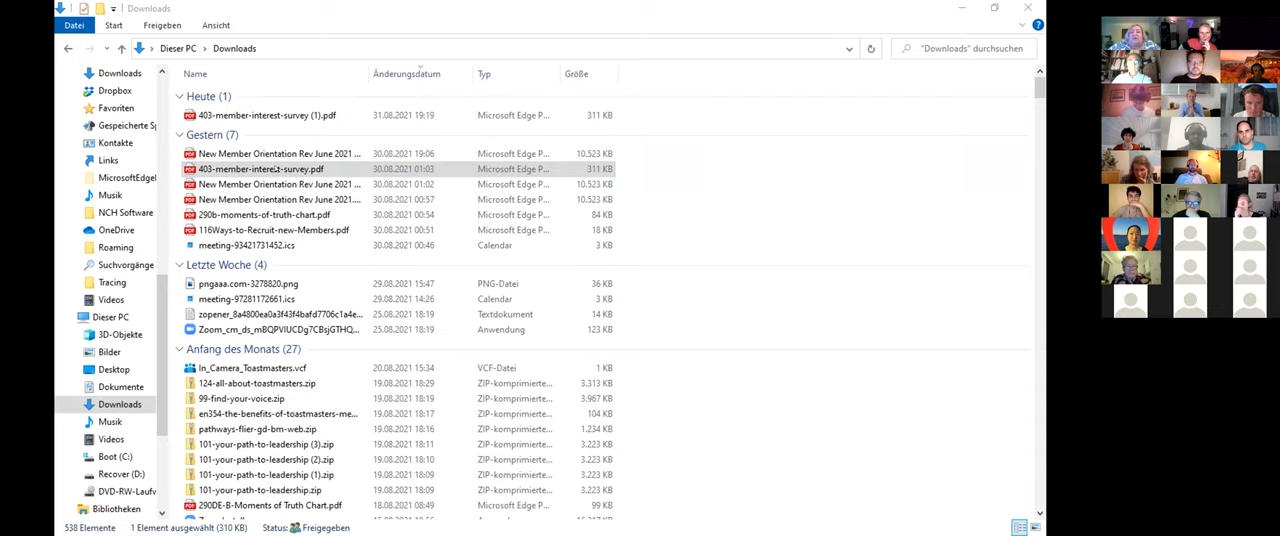 Downloads
Datei Start Freigeben Ansicht
Dieser PC Downloads "Downloads" durchsuchen
Name Änderungsdatum Typ Größe
Downloads
Dropbox
Favoriten
Gespeicherte Sp
Kontakte
Links
MicrosoftEdgel
Musik
NCH Software
OneDrive
Roaming
Suchvorgänge
Tracing
Videos
Dieser PC
3D-Objekte
Bilder
Desktop
Dokumente
Downloads
Musik
Videos
Boot (C:)
Recover (D:)
DVD-RW-Laufw
Bibliotheken
Heute (1)
403-member-interest-survey (1).pdf 31.08.2021 19:19 Microsoft Edge P... 311 KB
Gestern (7)
New Member Orientation Rev June 2021 ... 30.08.2021 19:06 Microsoft Edge P... 10.523 KB
403-member-interest-survey.pdf 30.08.2021 01:03 Microsoft Edge P... 311 KB
New Member Orientation Rev June 2021 ... 30.08.2021 01:02 Microsoft Edge P... 10.523 KB
New Member Orientation Rev June 2021.... 30.08.2021 00:57 Microsoft Edge P... 10.523 KB
290b-moments-of-truth-chart.pdf 30.08.2021 00:54 Microsoft Edge P... 84 KB
116Ways-to-Recruit-new-Members.pdf 30.08.2021 00:51 Microsoft Edge P... 18 KB
meeting-93421731452.ics 30.08.2021 00:46 Calendar 3 KB
Letzte Woche (4)
pngaaa.com-3278820.png 29.08.2021 15:47 PNG-Datei 36 KB
meeting-97281172661.ics 29.08.2021 14:26 Calendar 3 KB
zopener_8a4800ea0a3f43f4bafd7706c1a4e... 25.08.2021 18:19 Textdokument 14 KB
Zoom_cm_ds_mBQPVIUCDg7CBsjGTHQ... 25.08.2021 18:19 Anwendung 123 KB
Anfang des Monats (27)
In_Camera_Toastmasters.vcf 20.08.2021 15:34 VCF-Datei 1 KB
124-all-about-toastmasters.zip 19.08.2021 18:29 ZIP-komprimierte... 3.313 KB
99-find-your-voice.zip 19.08.2021 18:19 ZIP-komprimierte... 3.967 KB
en354-the-benefits-of-toastmasters-me... 19.08.2021 18:17 ZIP-komprimierte... 104 KB
pathways-flier-gd-bm-web.zip 19.08.2021 18:16 ZIP-komprimierte... 1.234 KB
101-your-path-to-leadership (3).zip 19.08.2021 18:11 ZIP-komprimierte... 3.223 KB
101-your-path-to-leadership (2).zip 19.08.2021 18:10 ZIP-komprimierte... 3.223 KB
101-your-path-to-leadership (1).zip 19.08.2021 18:09 ZIP-komprimierte... 3.223 KB
101-your-path-to-leadership.zip 19.08.2021 18:09 ZIP-komprimierte... 3.223 KB
290DE-B-Moments of Truth Chart.pdf 18.08.2021 08:49 Microsoft Edge P... 99 KB
538 Elemente 1 Element ausgewählt (310 KB) Status: Freigegeben